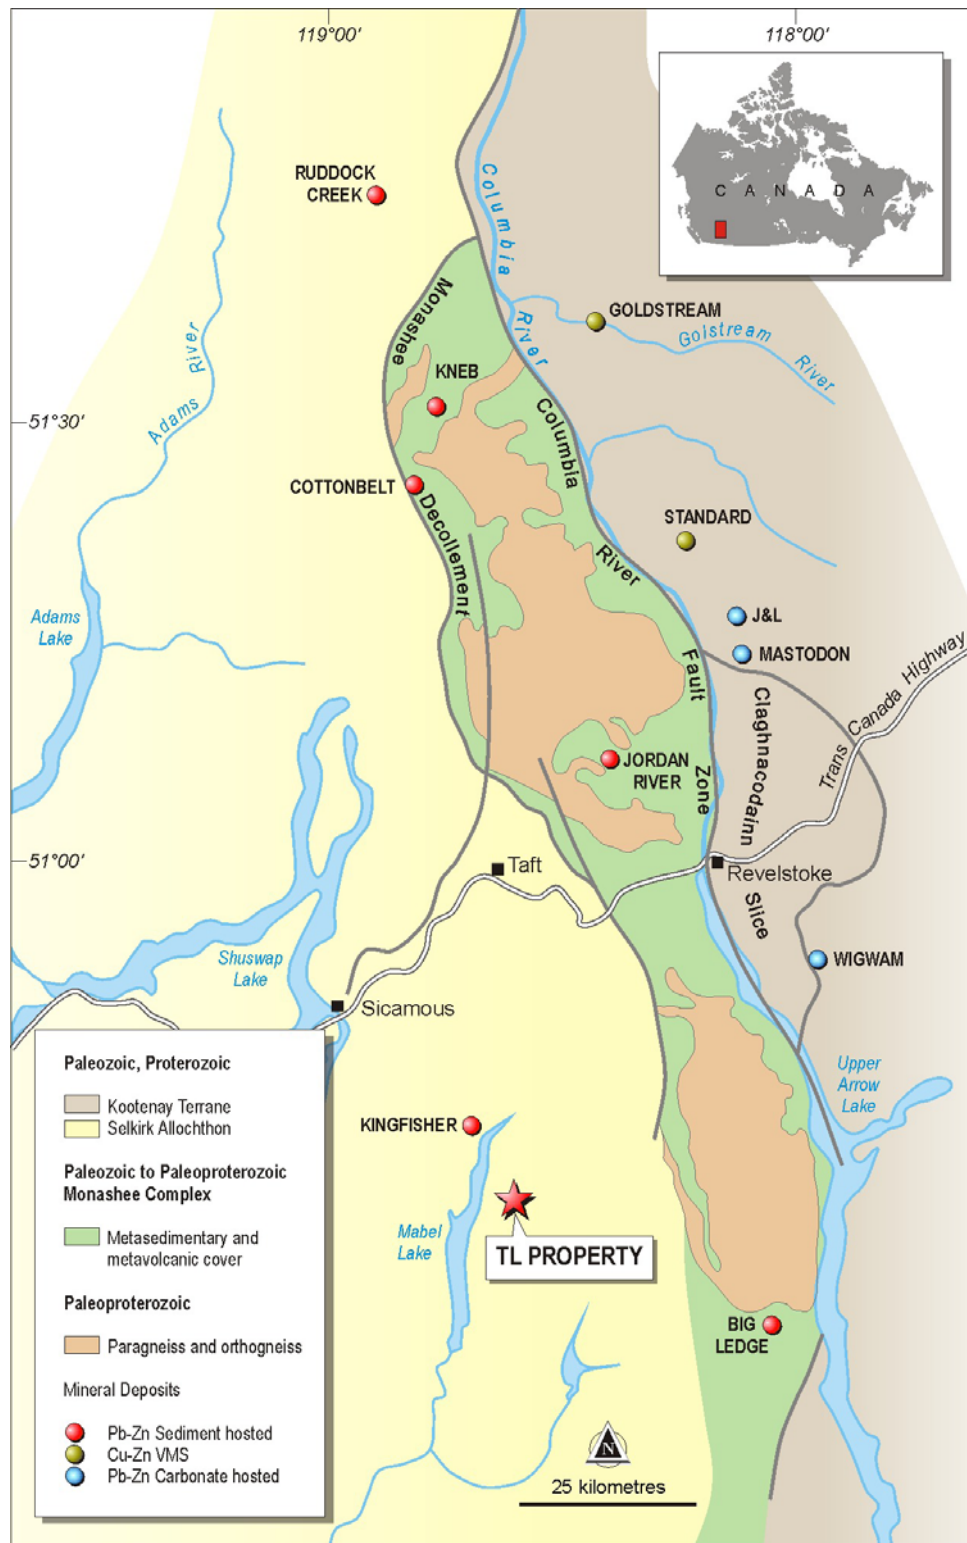 119°00'
118°00'
CANADA
RUDDOCK
CREEK
Columbia
River
Monashee
GOLDSTREAM
Golstream
River
Adams
River
KNEB
51°30'
Columbia
River
Fault
Zone
COTTONBELT
Decollement
STANDARD
Adams
Lake
J&L
MASTODON
Trans Canada Highway
Claghnacodainn
Slice
JORDAN
RIVER
51°00'
Taft
Revelstoke
Shuswap
Lake
WIGWAM
Sicamous
Upper
Arrow
Lake
KINGFISHER
Mabel
Lake
TL PROPERTY
BIG
LEDGE
Paleozoic, Proterozoic
Kootenay Terrane
Selkirk Allochthon
Paleozoic to Paleoproterozoic
Monashee Complex
Metasedimentary and
metavolcanic cover
Paleoproterozoic
Paragneiss and orthogneiss
Mineral Deposits
Pb-Zn Sediment hosted
Cu-Zn VMS
Pb-Zn Carbonate hosted
N
25 kilometres